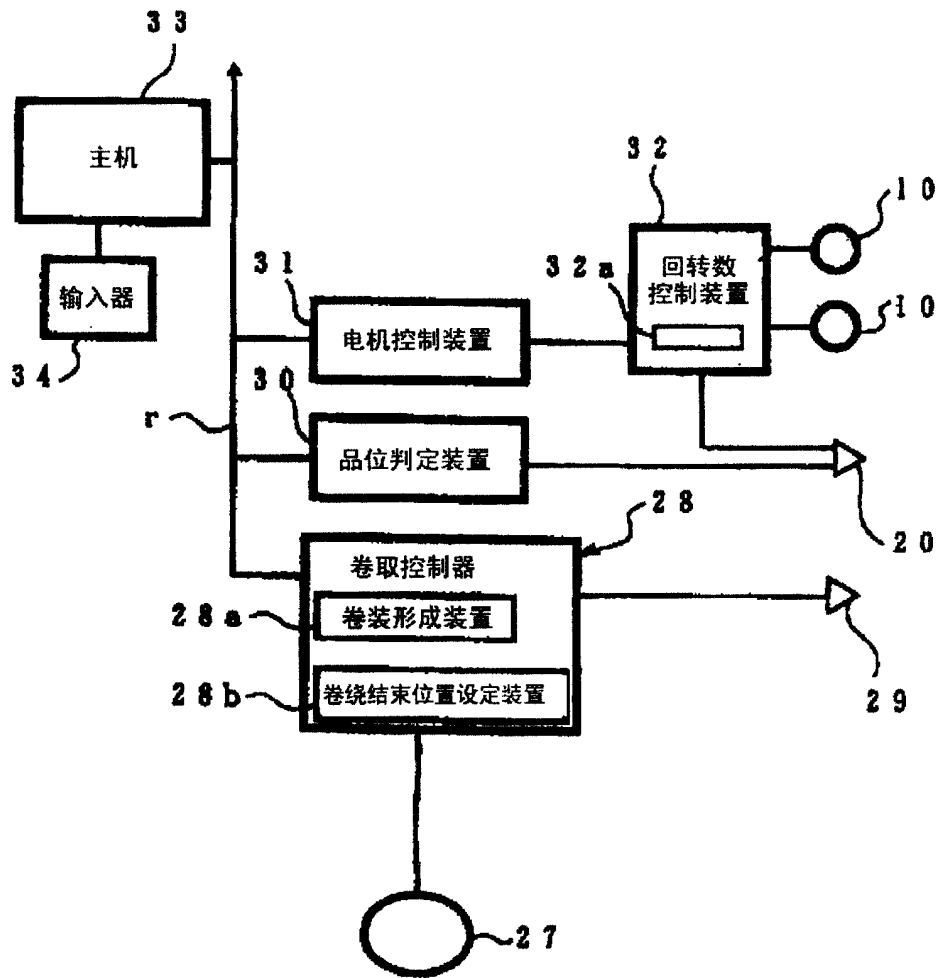 33
主机
32
10
31
32a
回转数
控制装置
输入器
10
电机控制装置
34
30
r
品位判定装置
28
20
卷取控制器
28a
卷装形成装置
28b
卷绕结束位置设定装置
29
27